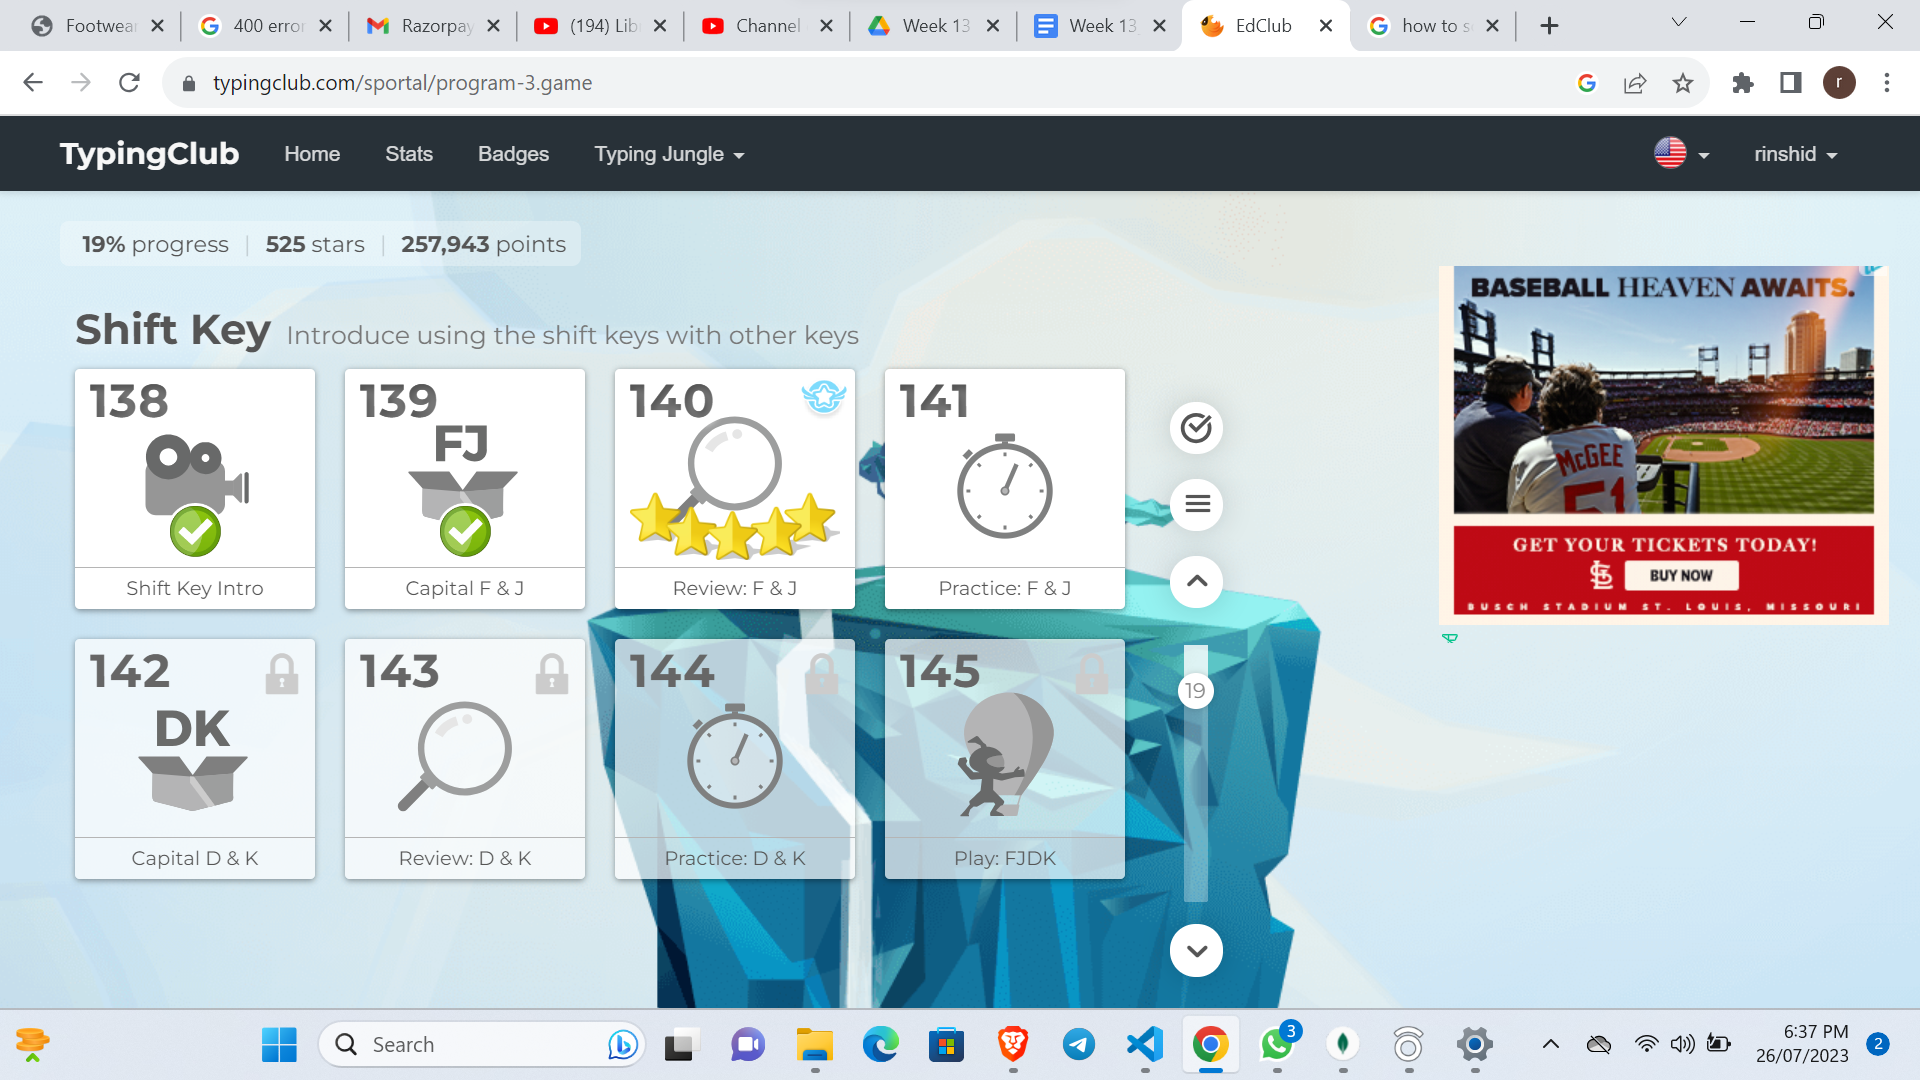 Footwear
400 error
Razorpay
(194) Lib
Channel
Week 13
Week 13
EdClub
how to s
typingclub.com/sportal/program-3.game
r
TypingClub
Home
Stats
Badges
Typing Jungle
rinshid
19% progress
525 stars
257,943 points
Shift Key Introduce using the shift keys with other keys
138
Shift Key Intro
139
FJ
Capital F & J
140
Review: F & J
141
Practice: F & J
142
DK
Capital D & K
143
Review: D & K
144
Practice: D & K
145
Play: FJDK
19
BASEBALL HEAVEN AWAITS.
McGEE
51
GET YOUR TICKETS TODAY!
STL
BUY NOW
BUSCH STADIUM ST. LOUIS, MISSOURI
Search
3
6:37 PM
26/07/2023
2